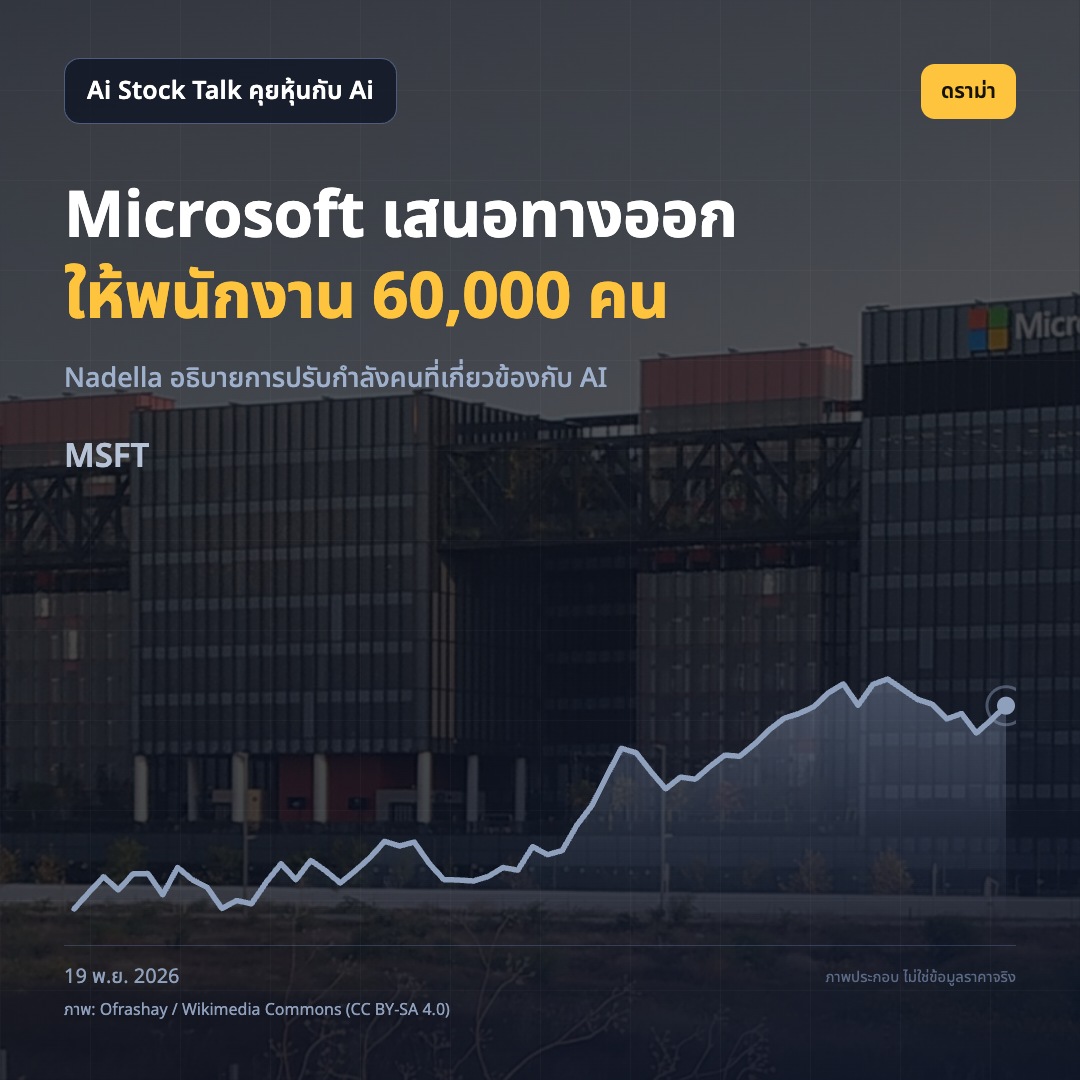 Ai Stock Talk คุยหุ้นกับ Ai
ดราม่า
Microsoft เสนอทางออก
ให้พนักงาน 60,000 คน
Nadella อธิบายการปรับกำลังคนที่เกี่ยวข้องกับ AI
MSFT
19 พ.ย. 2026
ภาพประกอบ ไม่ใช่ข้อมูลราคาจริง
ภาพ: Ofrashay / Wikimedia Commons (CC BY-SA 4.0)